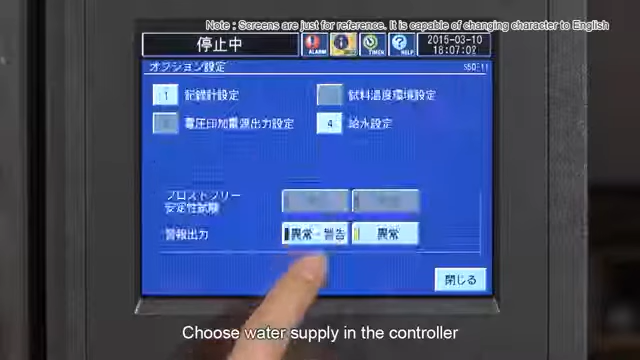 Note : Screens are just for reference. It is capable of changing character to English
停止中
ALARM
TIMER
HELP
2015-03-10
18:07:02
オプション設定
1 記録計設定
試料温度環境設定
電圧印加電源出力設定
4 給水設定
フロストフリー
安定性試験
警報出力
異常・警告
異常
閉じる
Choose water supply in the controller